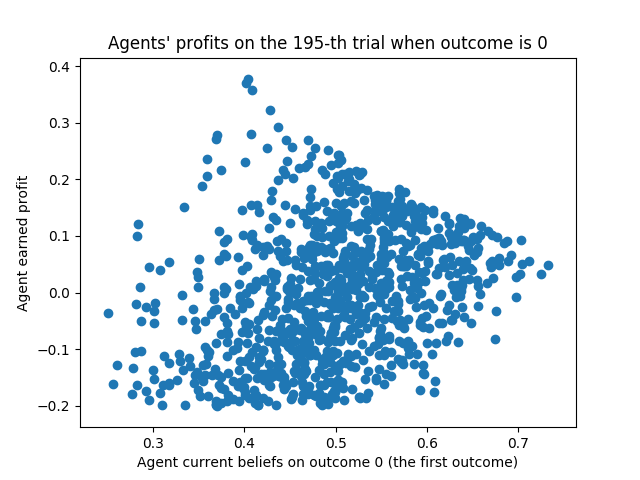 Agents' profits on the 195-th trial when outcome is 0
0.4
0.3
0.2
0.1
0.0
−0.1
−0.2
Agent earned profit
0.3 0.4 0.5 0.6 0.7
Agent current beliefs on outcome 0 (the first outcome)